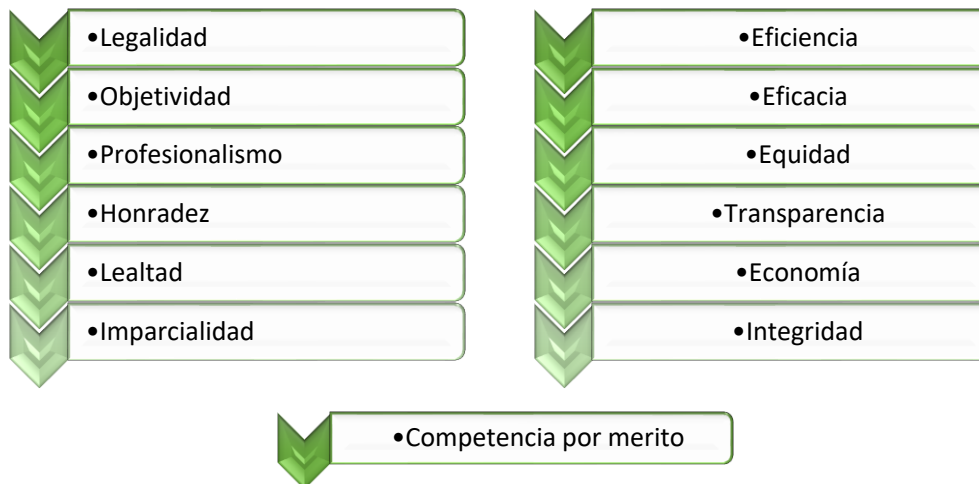 •Legalidad
•Objetividad
•Profesionalismo
•Honradez
•Lealtad
•Imparcialidad
•Eficiencia
•Eficacia
•Equidad
•Transparencia
•Economía
•Integridad
•Competencia por merito